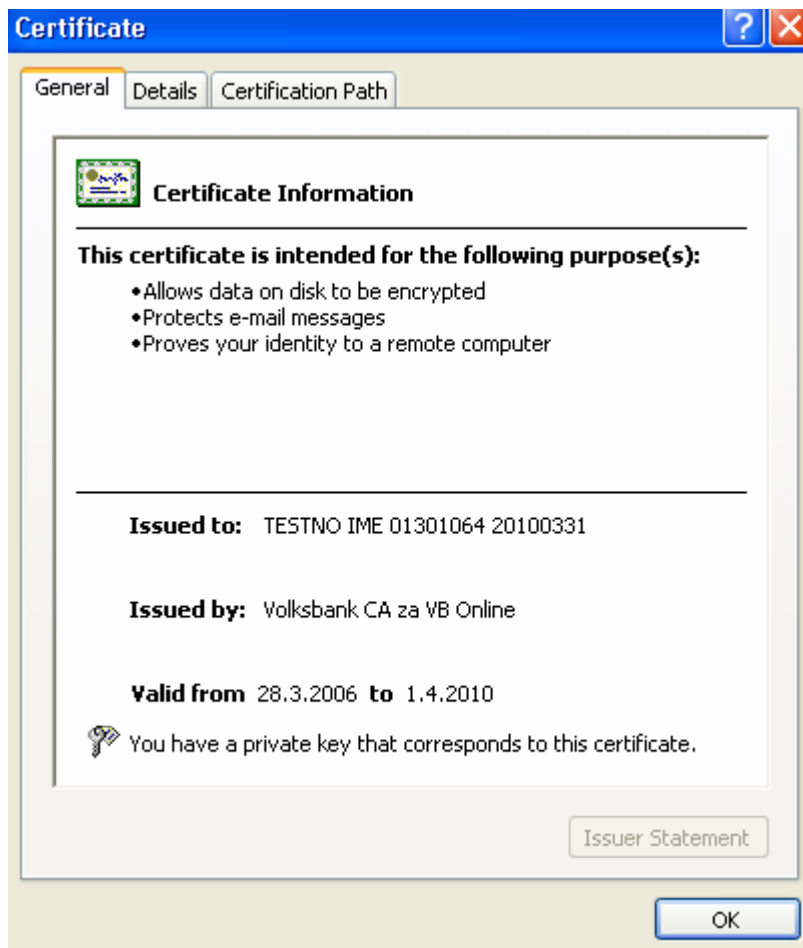 Certificate
General Details Certification Path
Certificate Information
This certificate is intended for the following purpose(s):
•Allows data on disk to be encrypted
•Protects e-mail messages
•Proves your identity to a remote computer
Issued to: TESTNO IME 01301064 20100331
Issued by: Volksbank CA za VB Online
Valid from 28.3.2006 to 1.4.2010
You have a private key that corresponds to this certificate.
Issuer Statement
OK